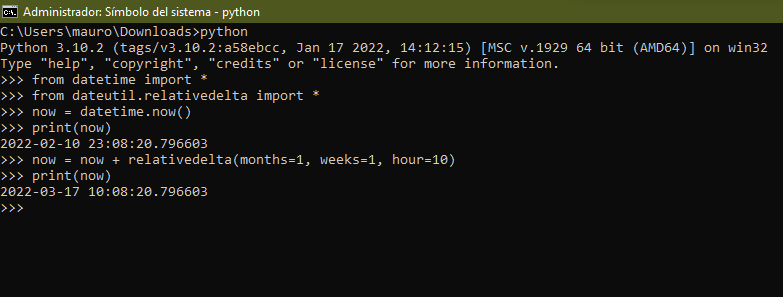 Administrador: Símbolo del sistema - python
C:\Users\mauro\Downloads>python
Python 3.10.2 (tags/v3.10.2:a58ebcc, Jan 17 2022, 14:12:15) [MSC v.1929 64 bit (AMD64)] on win32
Type "help", "copyright", "credits" or "license" for more information.
>>> from datetime import *
>>> from dateutil.relativedelta import *
>>> now = datetime.now()
>>> print(now)
2022-02-10 23:08:20.796603
>>> now = now + relativedelta(months=1, weeks=1, hour=10)
>>> print(now)
2022-03-17 10:08:20.796603
>>>